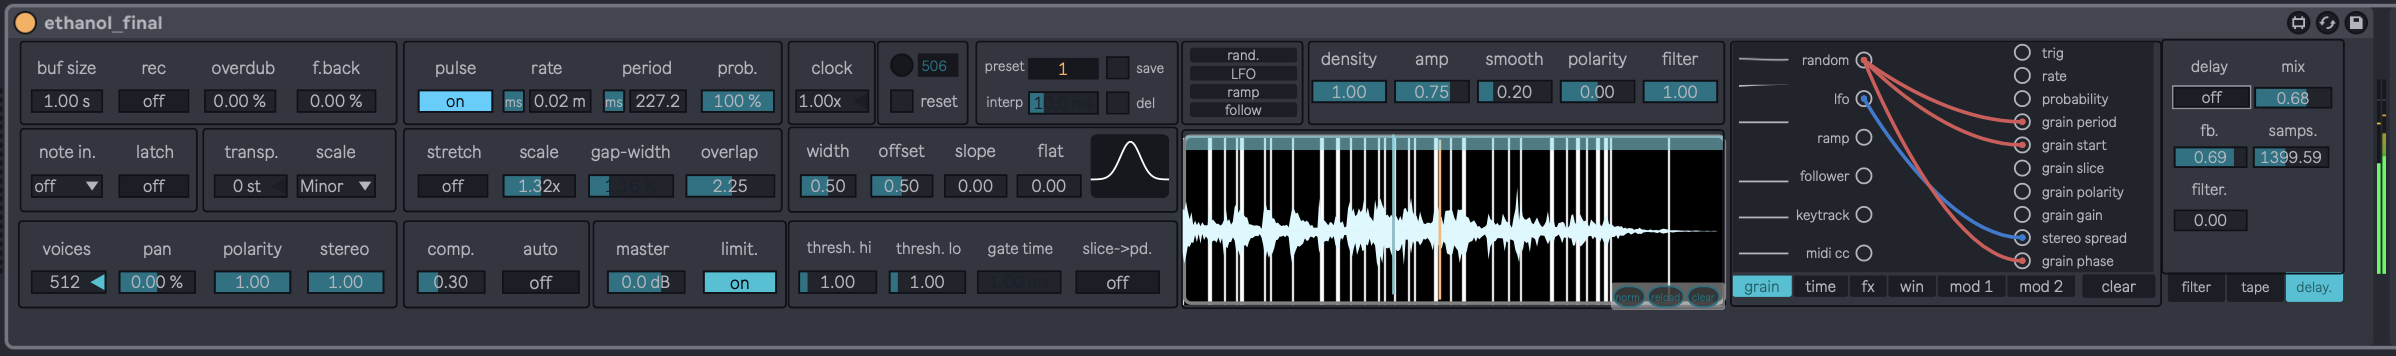 ethanol_final
buf size rec overdub f.back
1.00 s off 0.00 % 0.00 %
pulse rate period prob.
on ms 0.02 m ms 227.2 100 %
clock 506
1.00x reset
preset 1 save
interp del
rand.
LFO
ramp
follow
density amp smooth polarity filter
1.00 0.75 0.20 0.00 1.00
note in. latch
off off
transp. scale
0 st Minor
stretch scale gap-width overlap
off 1.32x 2.25
width offset slope flat
0.50 0.50 0.00 0.00
voices pan polarity stereo
512 0.00 % 1.00 1.00
comp. auto
0.30 off
master limit.
0.0 dB on
thresh. hi thresh. lo gate time slice->pd.
1.00 1.00 off
norm reload clear
random
lfo
ramp
follower
keytrack
midi cc
trig
rate
probability
grain period
grain start
grain slice
grain polarity
grain gain
stereo spread
grain phase
grain time fx win mod 1 mod 2 clear
delay mix
off 0.68
fb. samps.
0.69 1399.59
filter.
0.00
filter tape delay.